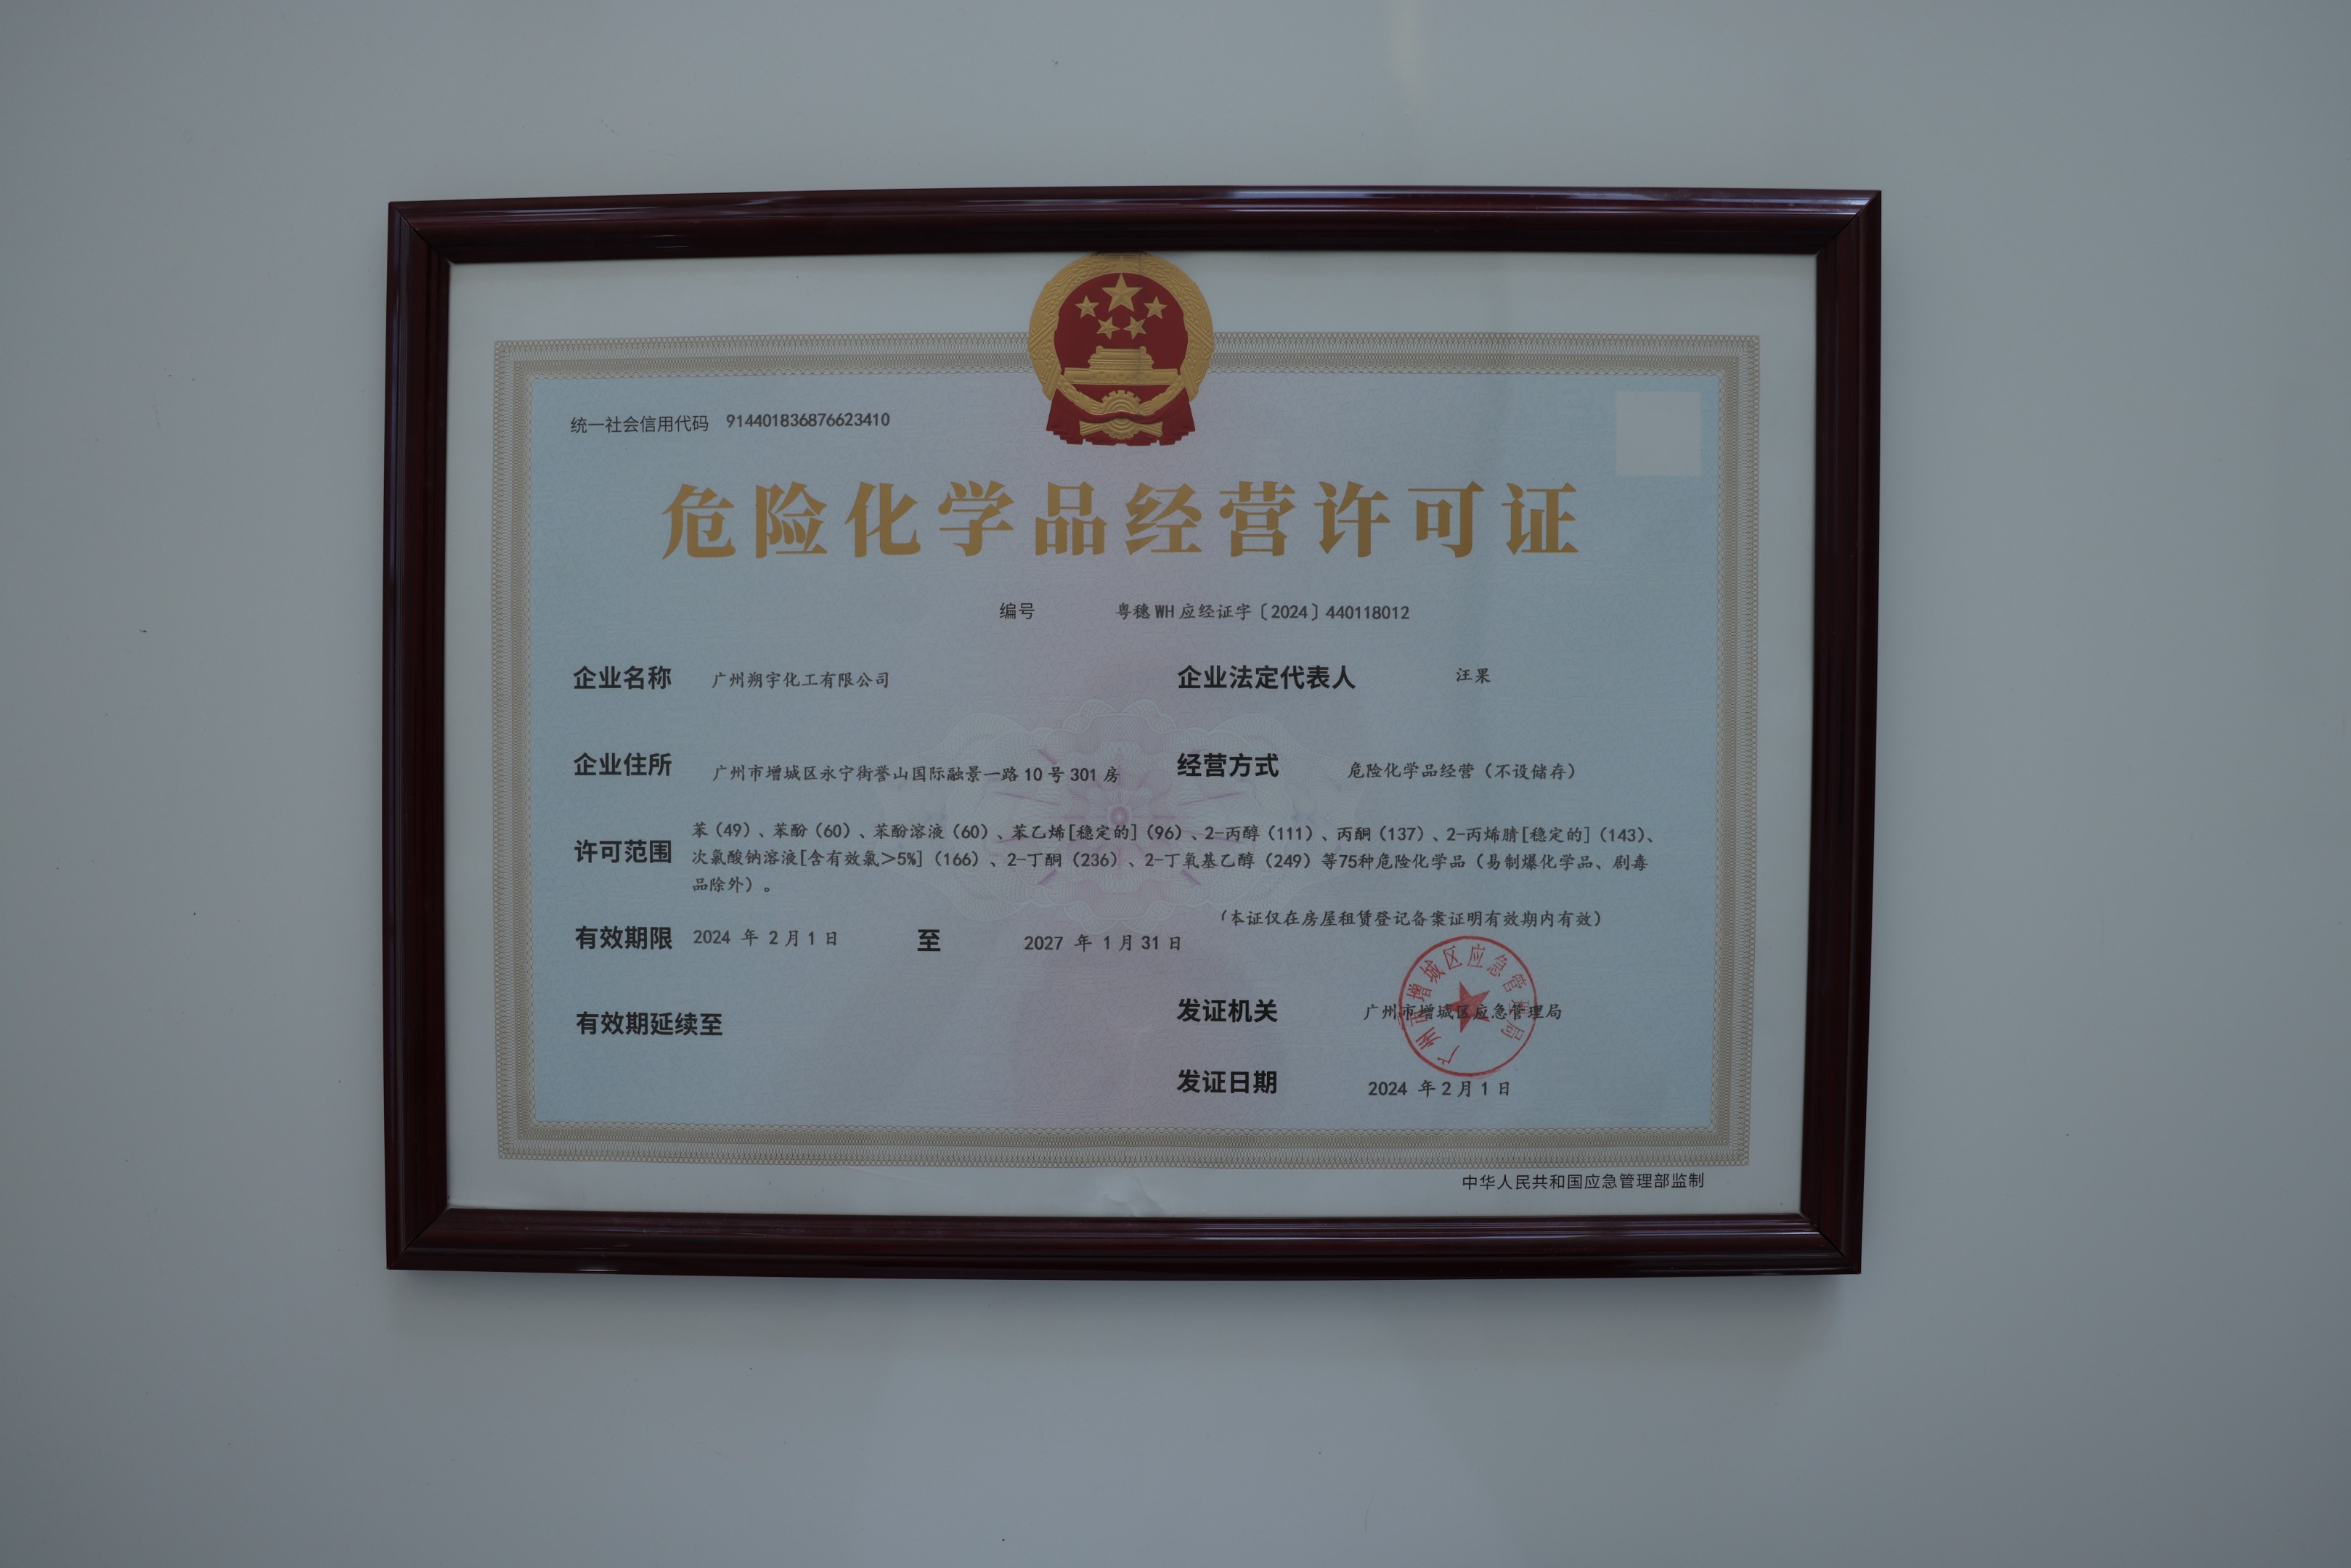 统一社会信用代码 914401836876623410
危险化学品经营许可证
编号 粤穗WH应经证字〔2024〕440118012
企业名称 广州朔宇化工有限公司
企业法定代表人 汪果
企业住所 广州市增城区永宁街誉山国际融景一路10号301房
经营方式 危险化学品经营（不设储存）
许可范围 苯（49）、苯酚（60）、苯酚溶液（60）、苯乙烯[稳定的]（96）、2-丙醇（111）、丙酮（137）、2-丙烯腈[稳定的]（143）、
次氯酸钠溶液[含有效氯>5%]（166）、2-丁酮（236）、2-丁氧基乙醇（249）等75种危险化学品（易制爆化学品、剧毒
品除外）。
（本证仅在房屋租赁登记备案证明有效期内有效）
有效期限 2024 年 2 月 1 日 至 2027 年 1 月 31 日
有效期延续至
发证机关 广州市增城区应急管理局
广州市增城区应急管理局
发证日期 2024 年 2 月 1 日
中华人民共和国应急管理部监制